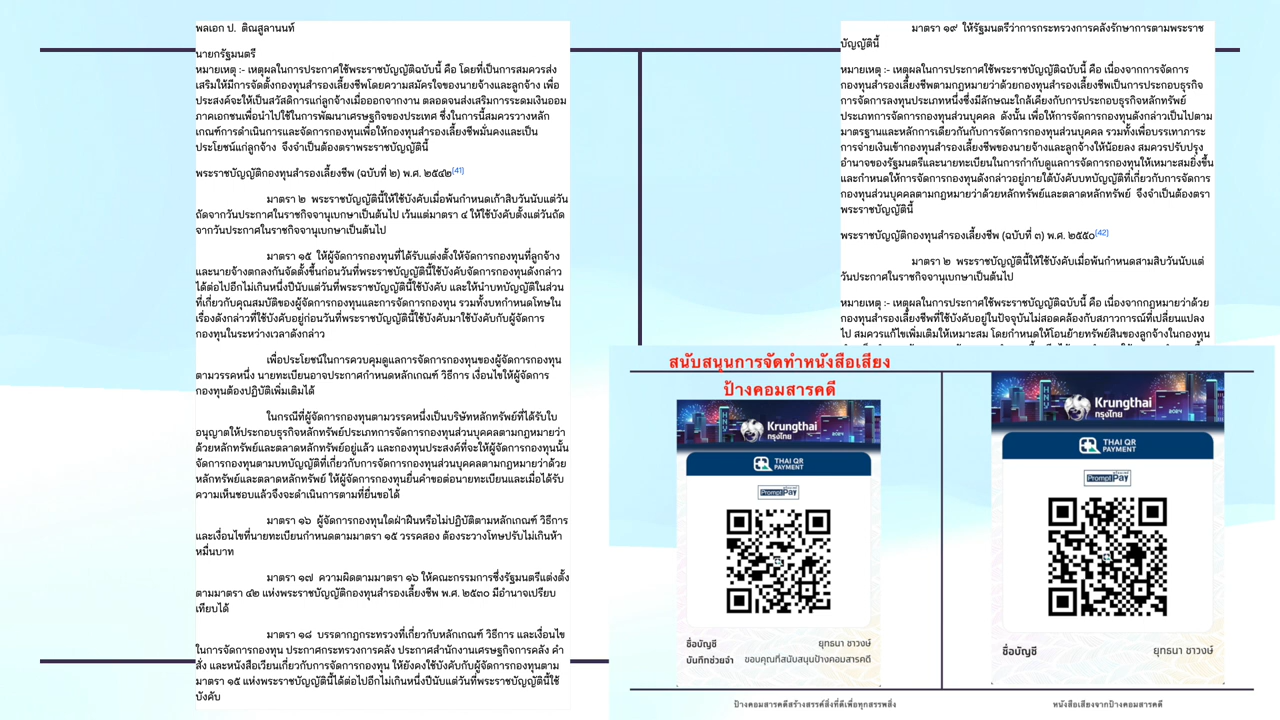 พลเอก ป. ติณสูลานนท์
นายกรัฐมนตรี
หมายเหตุ :- เหตุผลในการประกาศใช้พระราชบัญญัติฉบับนี้ คือ โดยที่เป็นการสมควรส่ง
เสริมให้มีการจัดตั้งกองทุนสำรองเลี้ยงชีพโดยความสมัครใจของนายจ้างและลูกจ้าง เพื่อ
ประสงค์จะให้เป็นสวัสดิการแก่ลูกจ้างเมื่อออกจากงาน ตลอดจนส่งเสริมการระดมเงินออม
ภาคเอกชนเพื่อนำไปใช้ในการพัฒนาเศรษฐกิจของประเทศ ซึ่งในการนี้สมควรวางหลัก
เกณฑ์การดำเนินการและจัดการกองทุนเพื่อให้กองทุนสำรองเลี้ยงชีพมั่นคงและเป็น
ประโยชน์แก่ลูกจ้าง จึงจำเป็นต้องตราพระราชบัญญัตินี้
พระราชบัญญัติกองทุนสำรองเลี้ยงชีพ (ฉบับที่ ๒) พ.ศ. ๒๕๔๒[41]
มาตรา ๒ พระราชบัญญัตินี้ให้ใช้บังคับเมื่อพ้นกำหนดเก้าสิบวันนับแต่วัน
ถัดจากวันประกาศในราชกิจจานุเบกษาเป็นต้นไป เว้นแต่มาตรา ๔ ให้ใช้บังคับตั้งแต่วันถัด
จากวันประกาศในราชกิจจานุเบกษาเป็นต้นไป
มาตรา ๑๕ ให้ผู้จัดการกองทุนที่ได้รับแต่งตั้งให้จัดการกองทุนที่ลูกจ้าง
และนายจ้างตกลงกันจัดตั้งขึ้นก่อนวันที่พระราชบัญญัตินี้ใช้บังคับจัดการกองทุนดังกล่าว
ได้ต่อไปอีกไม่เกินหนึ่งปีนับแต่วันที่พระราชบัญญัตินี้ใช้บังคับ และให้นำบทบัญญัติในส่วน
ที่เกี่ยวกับคุณสมบัติของผู้จัดการกองทุนและการจัดการกองทุน รวมทั้งบทกำหนดโทษใน
เรื่องดังกล่าวที่ใช้บังคับอยู่ก่อนวันที่พระราชบัญญัตินี้ใช้บังคับมาใช้บังคับกับผู้จัดการ
กองทุนในระหว่างเวลาดังกล่าว
เพื่อประโยชน์ในการควบคุมดูแลการจัดการกองทุนของผู้จัดการกองทุน
ตามวรรคหนึ่ง นายทะเบียนอาจประกาศกำหนดหลักเกณฑ์ วิธีการ เงื่อนไขให้ผู้จัดการ
กองทุนต้องปฏิบัติเพิ่มเติมได้
ในกรณีที่ผู้จัดการกองทุนตามวรรคหนึ่งเป็นบริษัทหลักทรัพย์ที่ได้รับใบ
อนุญาตให้ประกอบธุรกิจหลักทรัพย์ประเภทการจัดการกองทุนส่วนบุคคลตามกฎหมายว่า
ด้วยหลักทรัพย์และตลาดหลักทรัพย์อยู่แล้ว และกองทุนประสงค์ที่จะให้ผู้จัดการกองทุนนั้น
จัดการกองทุนตามบทบัญญัติที่เกี่ยวกับการจัดการกองทุนส่วนบุคคลตามกฎหมายว่าด้วย
หลักทรัพย์และตลาดหลักทรัพย์ ให้ผู้จัดการกองทุนยื่นคำขอต่อนายทะเบียนและเมื่อได้รับ
ความเห็นชอบแล้วจึงจะดำเนินการตามที่ยื่นขอได้
มาตรา ๑๖ ผู้จัดการกองทุนใดฝ่าฝืนหรือไม่ปฏิบัติตามหลักเกณฑ์ วิธีการ
และเงื่อนไขที่นายทะเบียนกำหนดตามมาตรา ๑๕ วรรคสอง ต้องระวางโทษปรับไม่เกินห้า
หมื่นบาท
มาตรา ๑๗ ความผิดตามมาตรา ๑๖ ให้คณะกรรมการซึ่งรัฐมนตรีแต่งตั้ง
ตามมาตรา ๔๒ แห่งพระราชบัญญัติกองทุนสำรองเลี้ยงชีพ พ.ศ. ๒๕๓๐ มีอำนาจเปรียบ
เทียบได้
มาตรา ๑๘ บรรดากฎกระทรวงที่เกี่ยวกับหลักเกณฑ์ วิธีการ และเงื่อนไข
ในการจัดการกองทุน ประกาศกระทรวงการคลัง ประกาศสำนักงานเศรษฐกิจการคลัง คำ
สั่ง และหนังสือเวียนเกี่ยวกับการจัดการกองทุน ให้ยังคงใช้บังคับกับผู้จัดการกองทุนตาม
มาตรา ๑๕ แห่งพระราชบัญญัตินี้ได้ต่อไปอีกไม่เกินหนึ่งปีนับแต่วันที่พระราชบัญญัตินี้ใช้
บังคับ
มาตรา ๑๙ ให้รัฐมนตรีว่าการกระทรวงการคลังรักษาการตามพระราช
บัญญัตินี้
หมายเหตุ :- เหตุผลในการประกาศใช้พระราชบัญญัติฉบับนี้ คือ เนื่องจากการจัดการ
กองทุนสำรองเลี้ยงชีพตามกฎหมายว่าด้วยกองทุนสำรองเลี้ยงชีพเป็นการประกอบธุรกิจ
การจัดการลงทุนประเภทหนึ่งซึ่งมีลักษณะใกล้เคียงกับการประกอบธุรกิจหลักทรัพย์
ประเภทการจัดการกองทุนส่วนบุคคล ดังนั้น เพื่อให้การจัดการกองทุนดังกล่าวเป็นไปตาม
มาตรฐานและหลักการเดียวกันกับการจัดการกองทุนส่วนบุคคล รวมทั้งเพื่อบรรเทาภาระ
การจ่ายเงินเข้ากองทุนสำรองเลี้ยงชีพของนายจ้างและลูกจ้างให้น้อยลง สมควรปรับปรุง
อำนาจของรัฐมนตรีและนายทะเบียนในการกำกับดูแลการจัดการกองทุนให้เหมาะสมยิ่งขึ้น
และกำหนดให้การจัดการกองทุนดังกล่าวอยู่ภายใต้บังคับบทบัญญัติที่เกี่ยวกับการจัดการ
กองทุนส่วนบุคคลตามกฎหมายว่าด้วยหลักทรัพย์และตลาดหลักทรัพย์ จึงจำเป็นต้องตรา
พระราชบัญญัตินี้
พระราชบัญญัติกองทุนสำรองเลี้ยงชีพ (ฉบับที่ ๓) พ.ศ. ๒๕๕๐[42]
มาตรา ๒ พระราชบัญญัตินี้ให้ใช้บังคับเมื่อพ้นกำหนดสามสิบวันนับแต่
วันประกาศในราชกิจจานุเบกษาเป็นต้นไป
หมายเหตุ :- เหตุผลในการประกาศใช้พระราชบัญญัติฉบับนี้ คือ เนื่องจากกฎหมายว่าด้วย
กองทุนสำรองเลี้ยงชีพที่ใช้บังคับอยู่ในปัจจุบันไม่สอดคล้องกับสภาวการณ์ที่เปลี่ยนแปลง
ไป สมควรแก้ไขเพิ่มเติมให้เหมาะสม โดยกำหนดให้โอนย้ายทรัพย์สินของลูกจ้างในกองทุน
สนับสนุนการจัดทำหนังสือเสียง
ป้างคอมสารคดี
Krungthai
กรุงไทย
2024
THAI QR
PAYMENT
PromptPay
ชื่อบัญชี ยุทธนา ชาวงษ์
บันทึกช่วยจำ ขอบคุณที่สนับสนุนป้างคอมสารคดี
ป้างคอมสารคดีสร้างสรรค์สิ่งที่ดีเพื่อทุกสรรพสิ่ง
Krungthai
กรุงไทย
2024
THAI QR
PAYMENT
PromptPay
ชื่อบัญชี ยุทธนา ชาวงษ์
หนังสือเสียงจากป้างคอมสารคดี